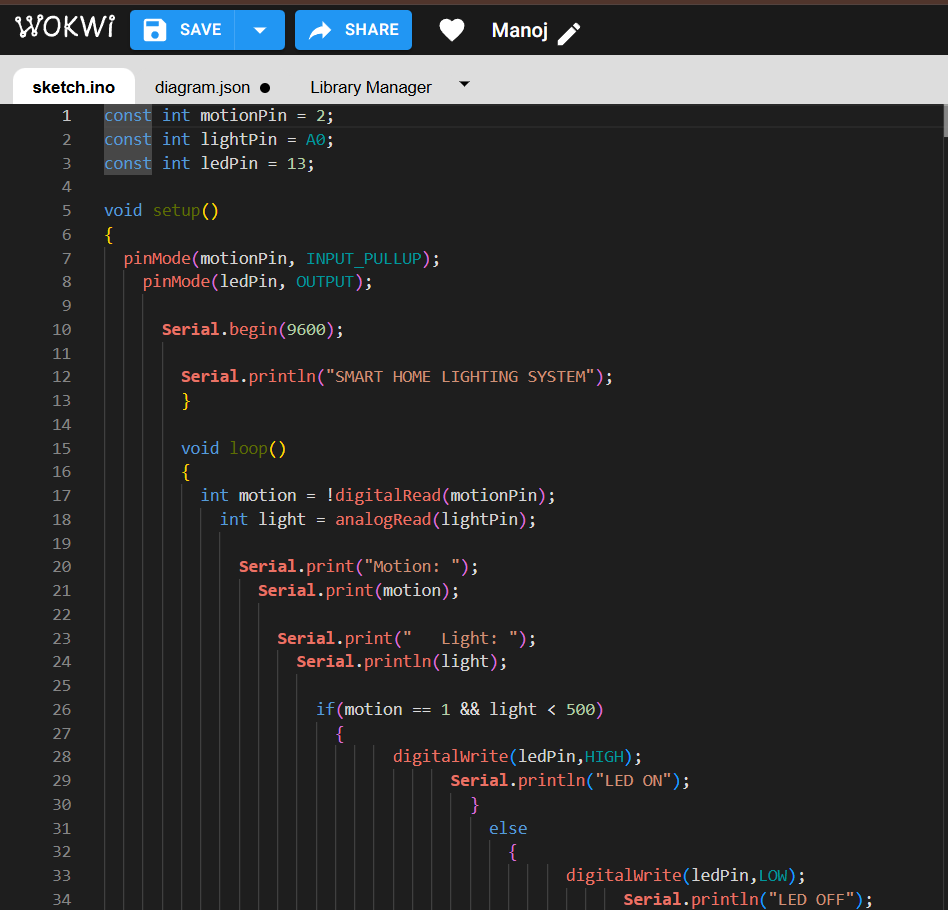 WOKWi SAVE SHARE Manoj
sketch.ino diagram.json Library Manager
1 const int motionPin = 2;
2 const int lightPin = A0;
3 const int ledPin = 13;
4
5 void setup()
6 {
7 pinMode(motionPin, INPUT_PULLUP);
8 pinMode(ledPin, OUTPUT);
9
10 Serial.begin(9600);
11
12 Serial.println("SMART HOME LIGHTING SYSTEM");
13 }
14
15 void loop()
16 {
17 int motion = !digitalRead(motionPin);
18 int light = analogRead(lightPin);
19
20 Serial.print("Motion: ");
21 Serial.print(motion);
22
23 Serial.print("   Light: ");
24 Serial.println(light);
25
26 if(motion == 1 && light < 500)
27 {
28 digitalWrite(ledPin,HIGH);
29 Serial.println("LED ON");
30 }
31 else
32 {
33 digitalWrite(ledPin,LOW);
34 Serial.println("LED OFF");